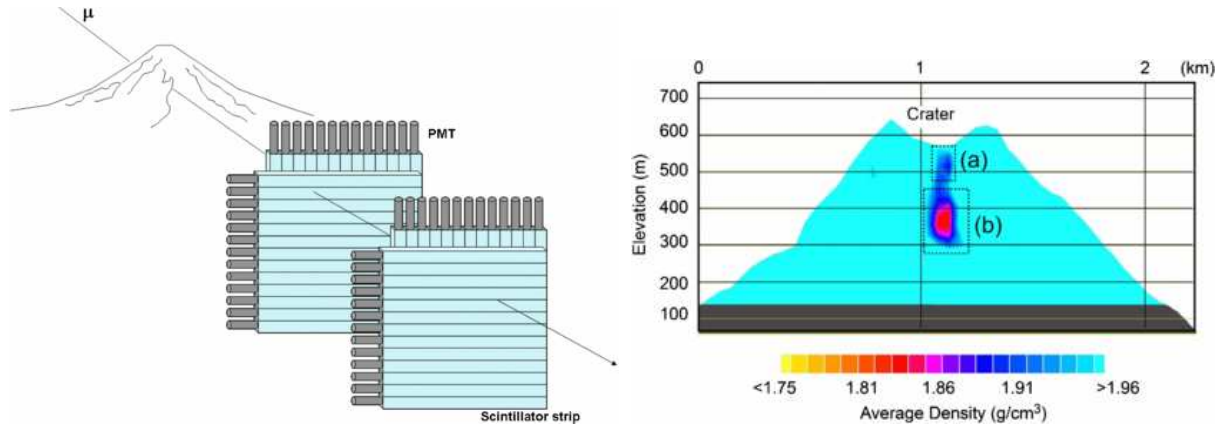 μ
PMT
Scintillator strip
0 1 2 (km)
700
600
500
400
300
200
100
Elevation (m)
Crater
(a)
(b)
<1.75 1.81 1.86 1.91 >1.96
Average Density (g/cm³)